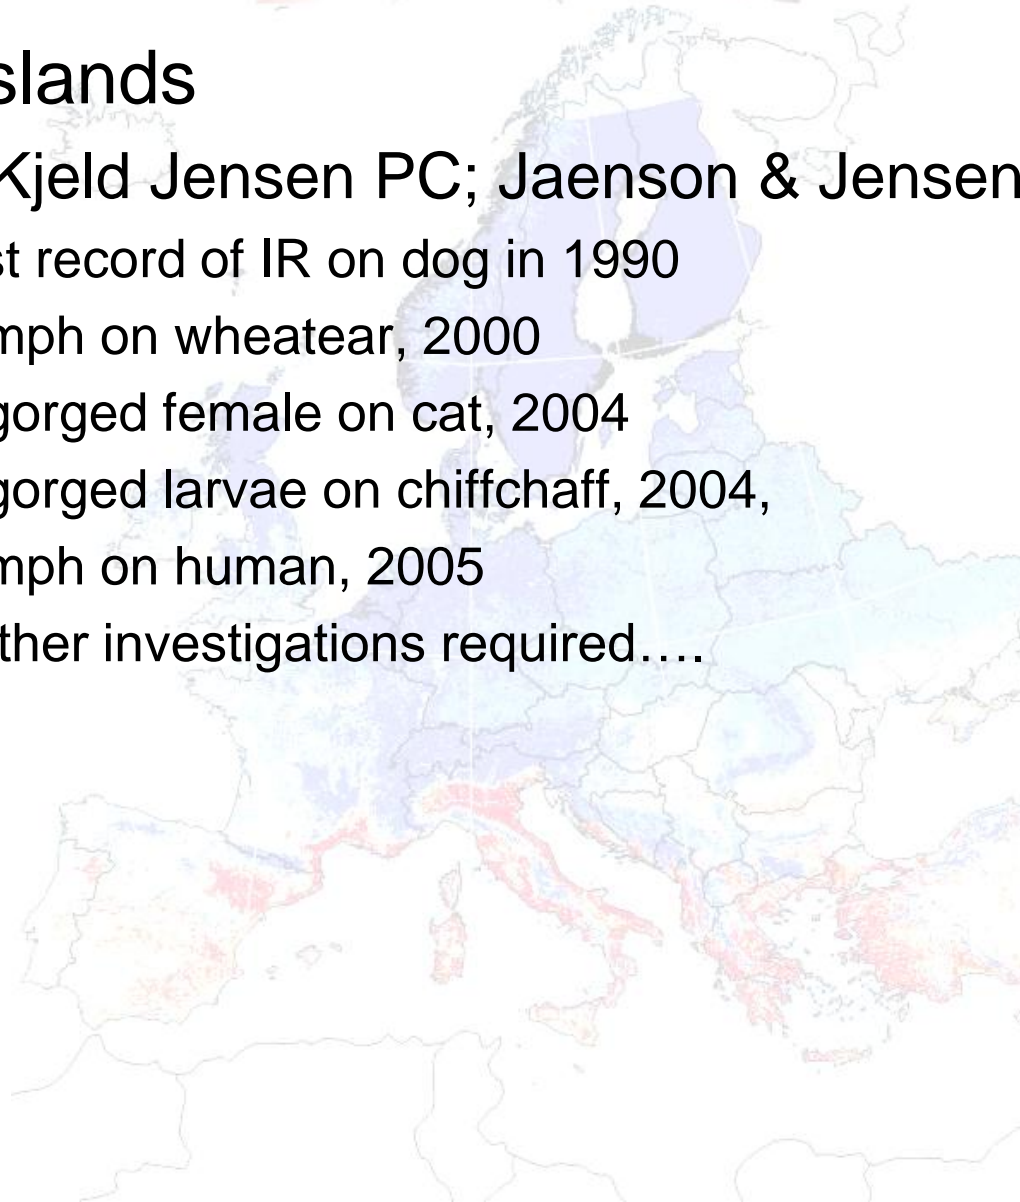 slands
Kjeld Jensen PC; Jaenson & Jensen
st record of IR on dog in 1990
mph on wheatear, 2000
gorged female on cat, 2004
gorged larvae on chiffchaff, 2004,
mph on human, 2005
ther investigations required….